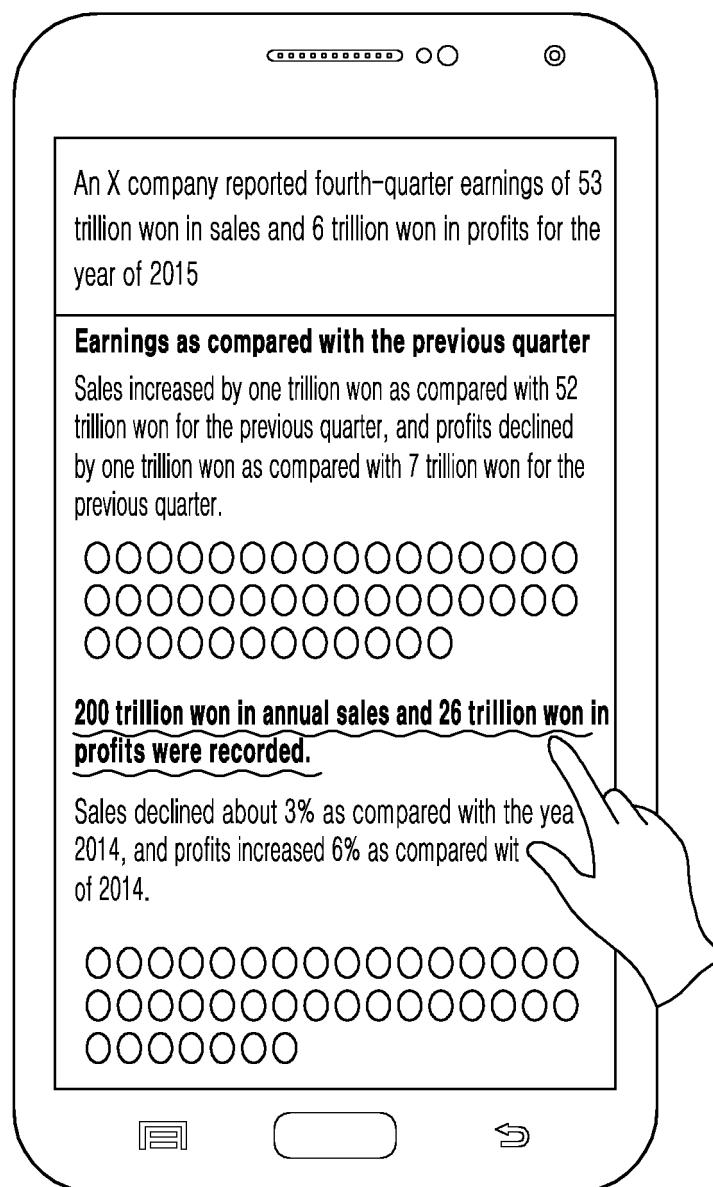 An X company reported fourth-quarter earnings of 53
trillion won in sales and 6 trillion won in profits for the
year of 2015
Earnings as compared with the previous quarter
Sales increased by one trillion won as compared with 52
trillion won for the previous quarter, and profits declined
by one trillion won as compared with 7 trillion won for the
previous quarter.
○○○○○○○○○○○○○○○○
○○○○○○○○○○○○○○○○
○○○○○○○○○○○○
200 trillion won in annual sales and 26 trillion won in
profits were recorded.
Sales declined about 3% as compared with the yea
2014, and profits increased 6% as compared wit
of 2014.
○○○○○○○○○○○○○○○○
○○○○○○○○○○○○○○○○
○○○○○○○